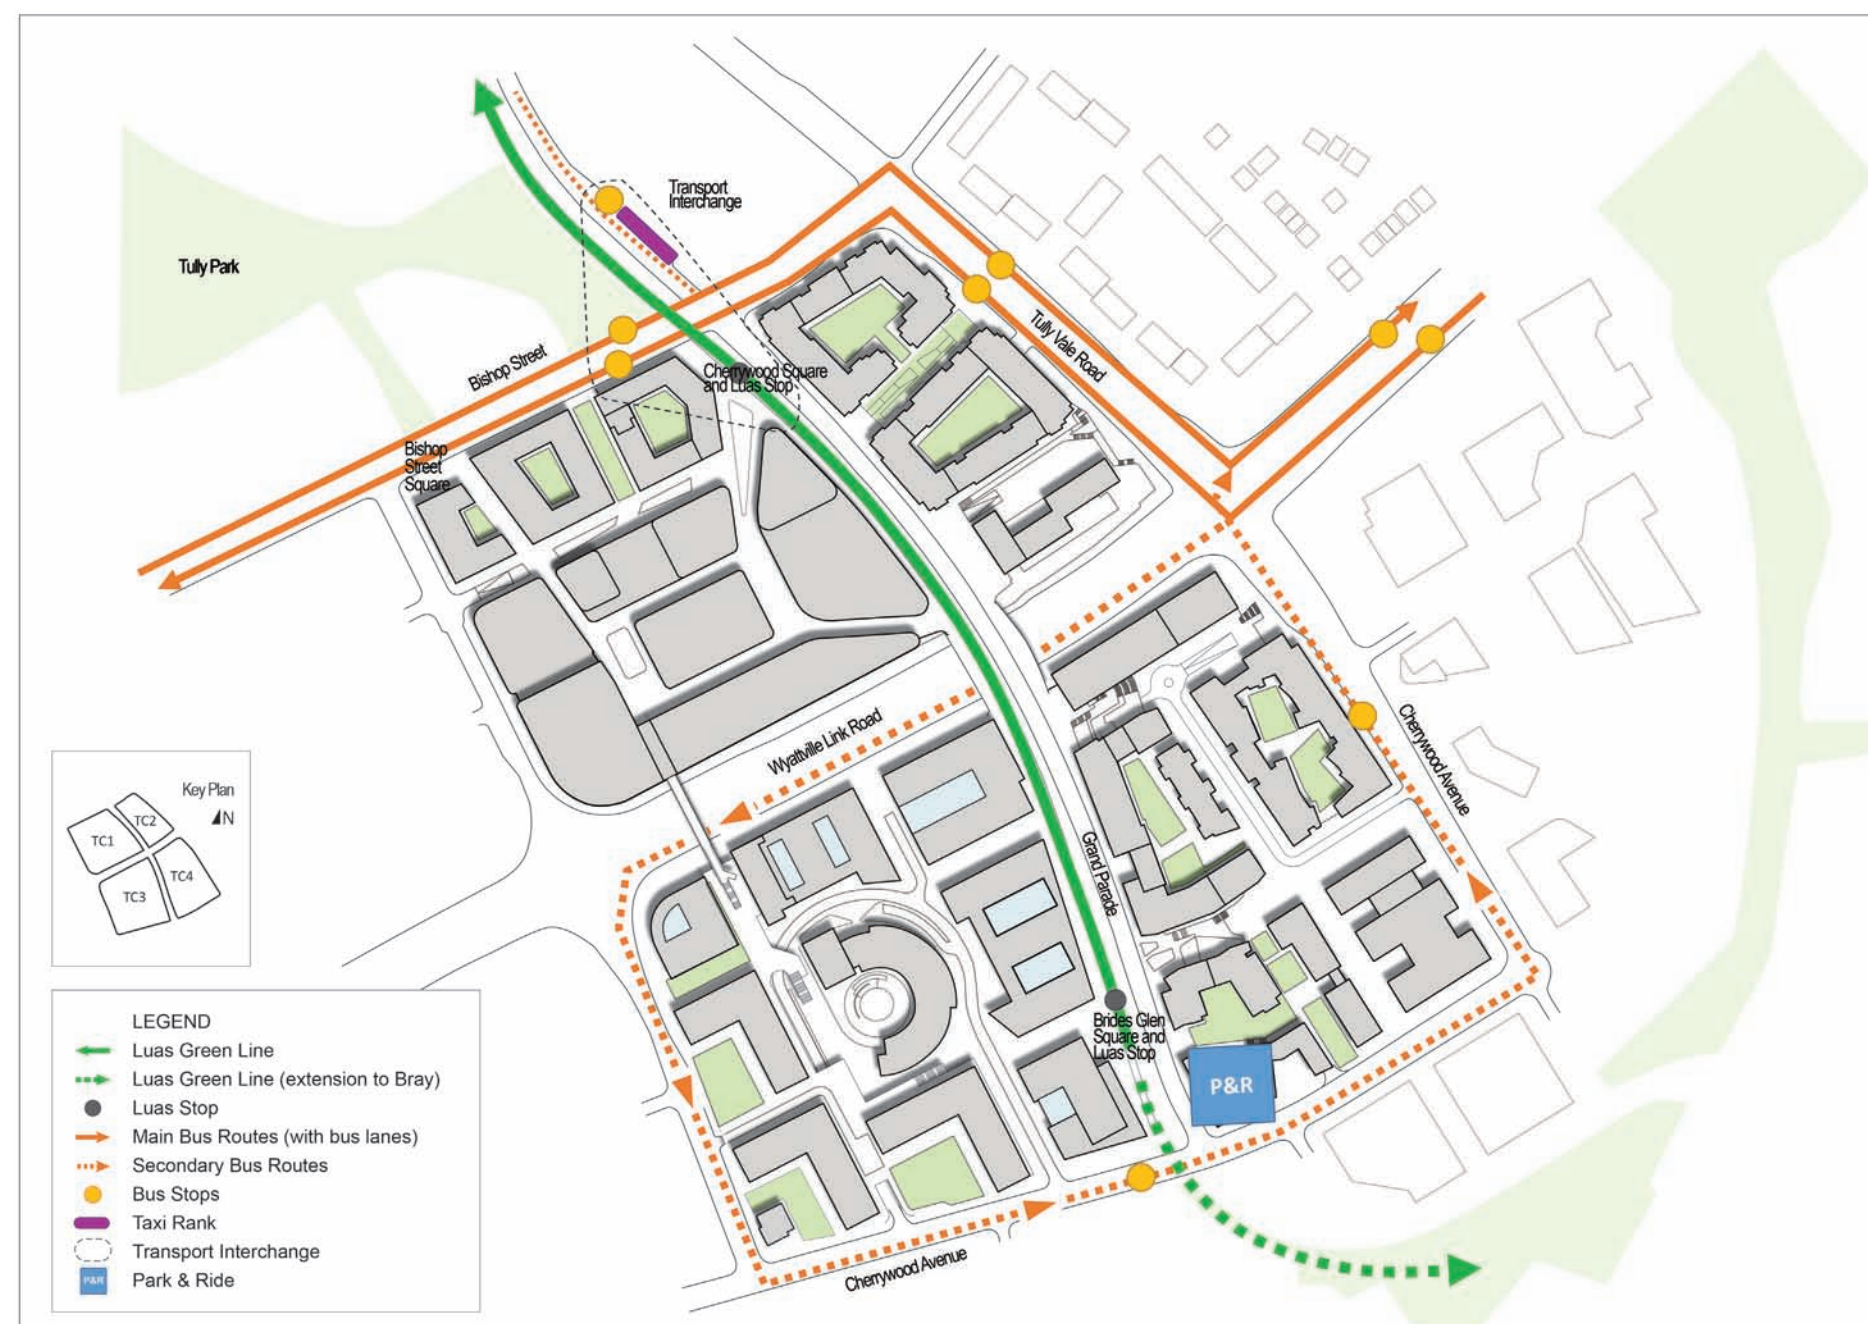 Transport
Interchange
Tully Park
Bishop Street
Tully Vale Road
Cherrywood Square
and Luas Stop
Bishop
Street
Square
Wyattville Link Road
Cherrywood Avenue
Grand Parade
Brides Glen
Square and
Luas Stop
P&R
Cherrywood Avenue
Key Plan
N
TC1
TC2
TC3
TC4
LEGEND
Luas Green Line
Luas Green Line (extension to Bray)
Luas Stop
Main Bus Routes (with bus lanes)
Secondary Bus Routes
Bus Stops
Taxi Rank
Transport Interchange
P&R Park & Ride